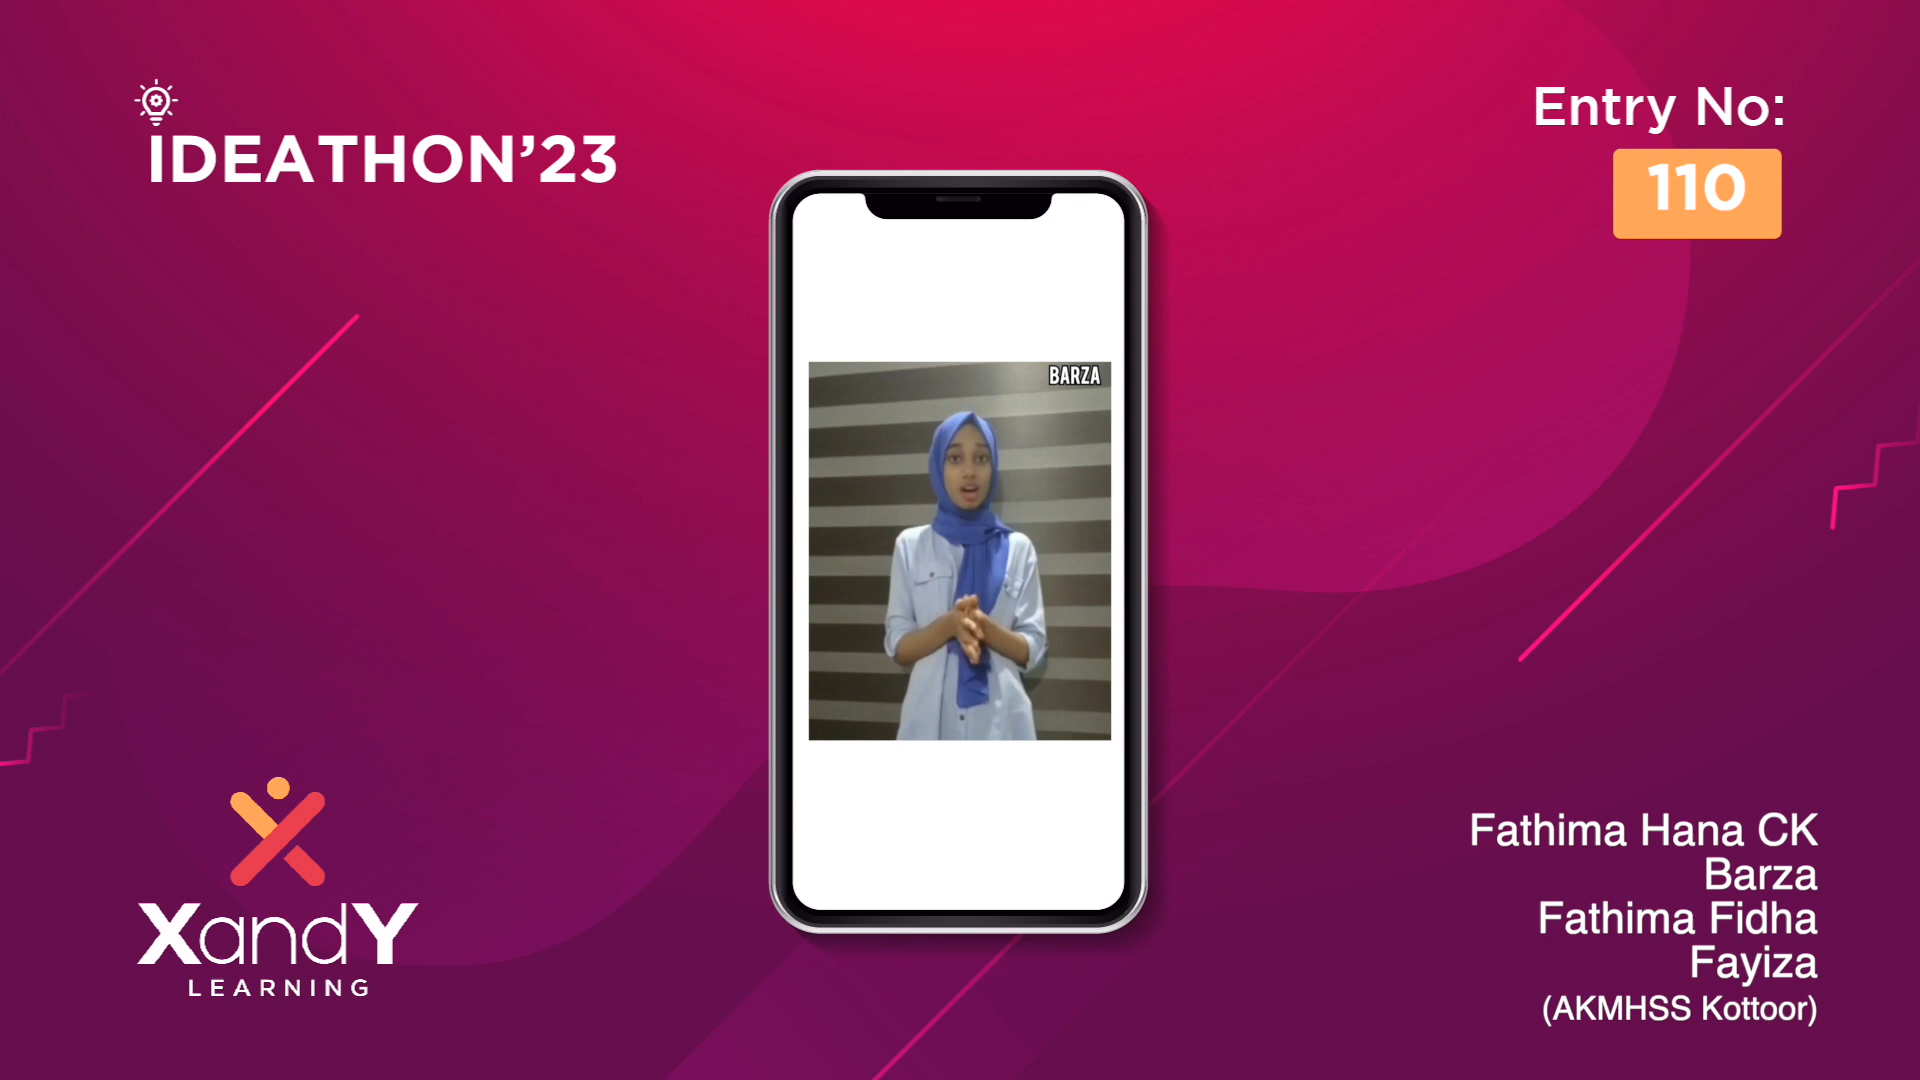 IDEATHON’23
Entry No:
110
BARZA
XandY
LEARNING
Fathima Hana CK
Barza
Fathima Fidha
Fayiza
(AKMHSS Kottoor)